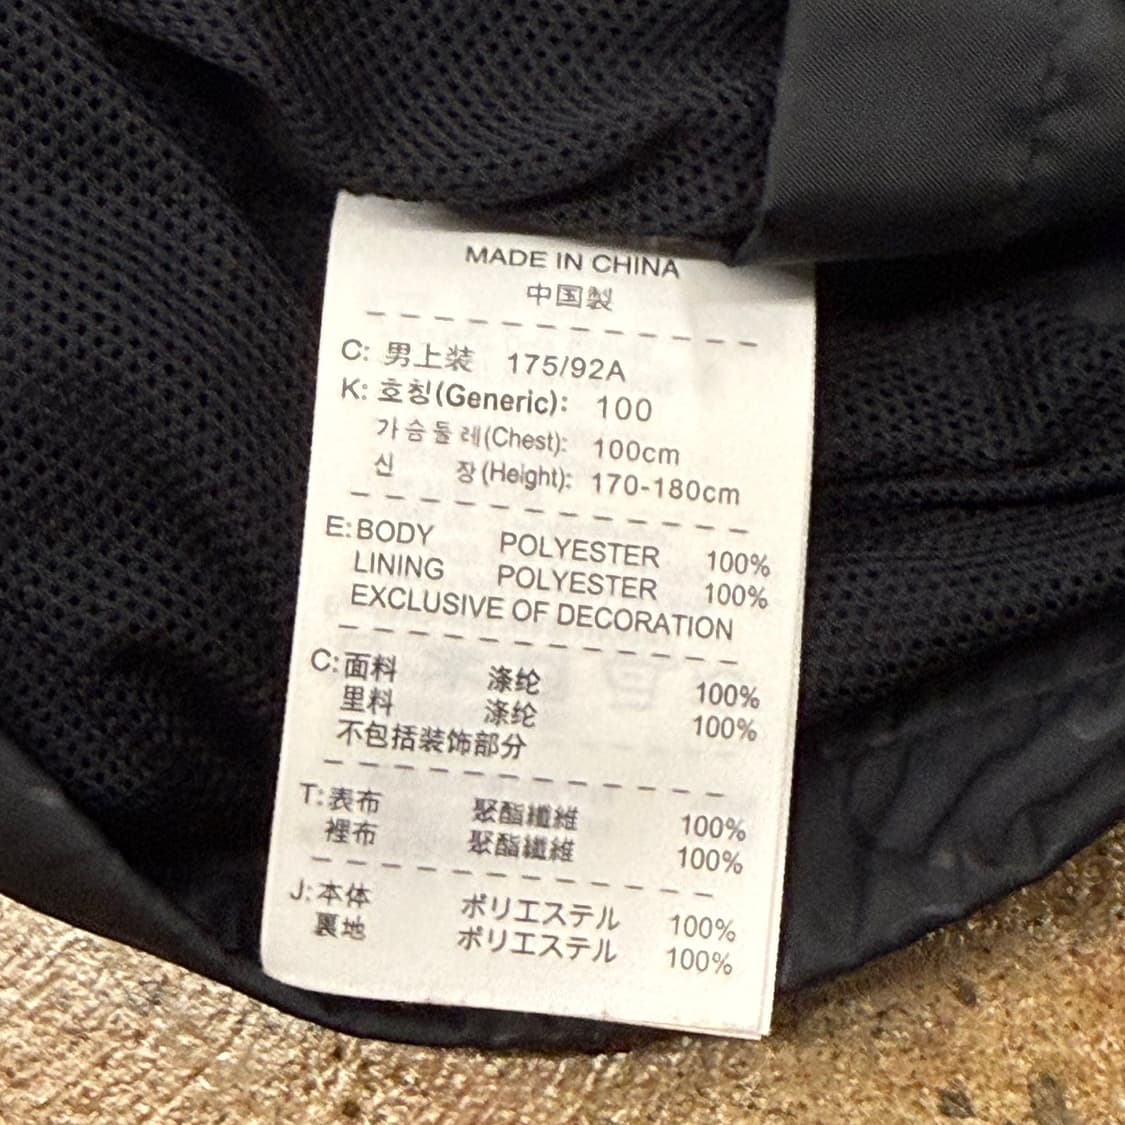 MADE IN CHINA
中国製
C: 男上装 175/92A
K: 호칭(Generic): 100
가슴둘레(Chest): 100cm
신 장(Height): 170-180cm
E: BODY POLYESTER 100%
LINING POLYESTER 100%
EXCLUSIVE OF DECORATION
C: 面料 涤纶 100%
里料 涤纶 100%
不包括装饰部分
T: 表布 聚酯纖維 100%
裡布 聚酯纖維 100%
J: 本体 ポリエステル 100%
裏地 ポリエステル 100%